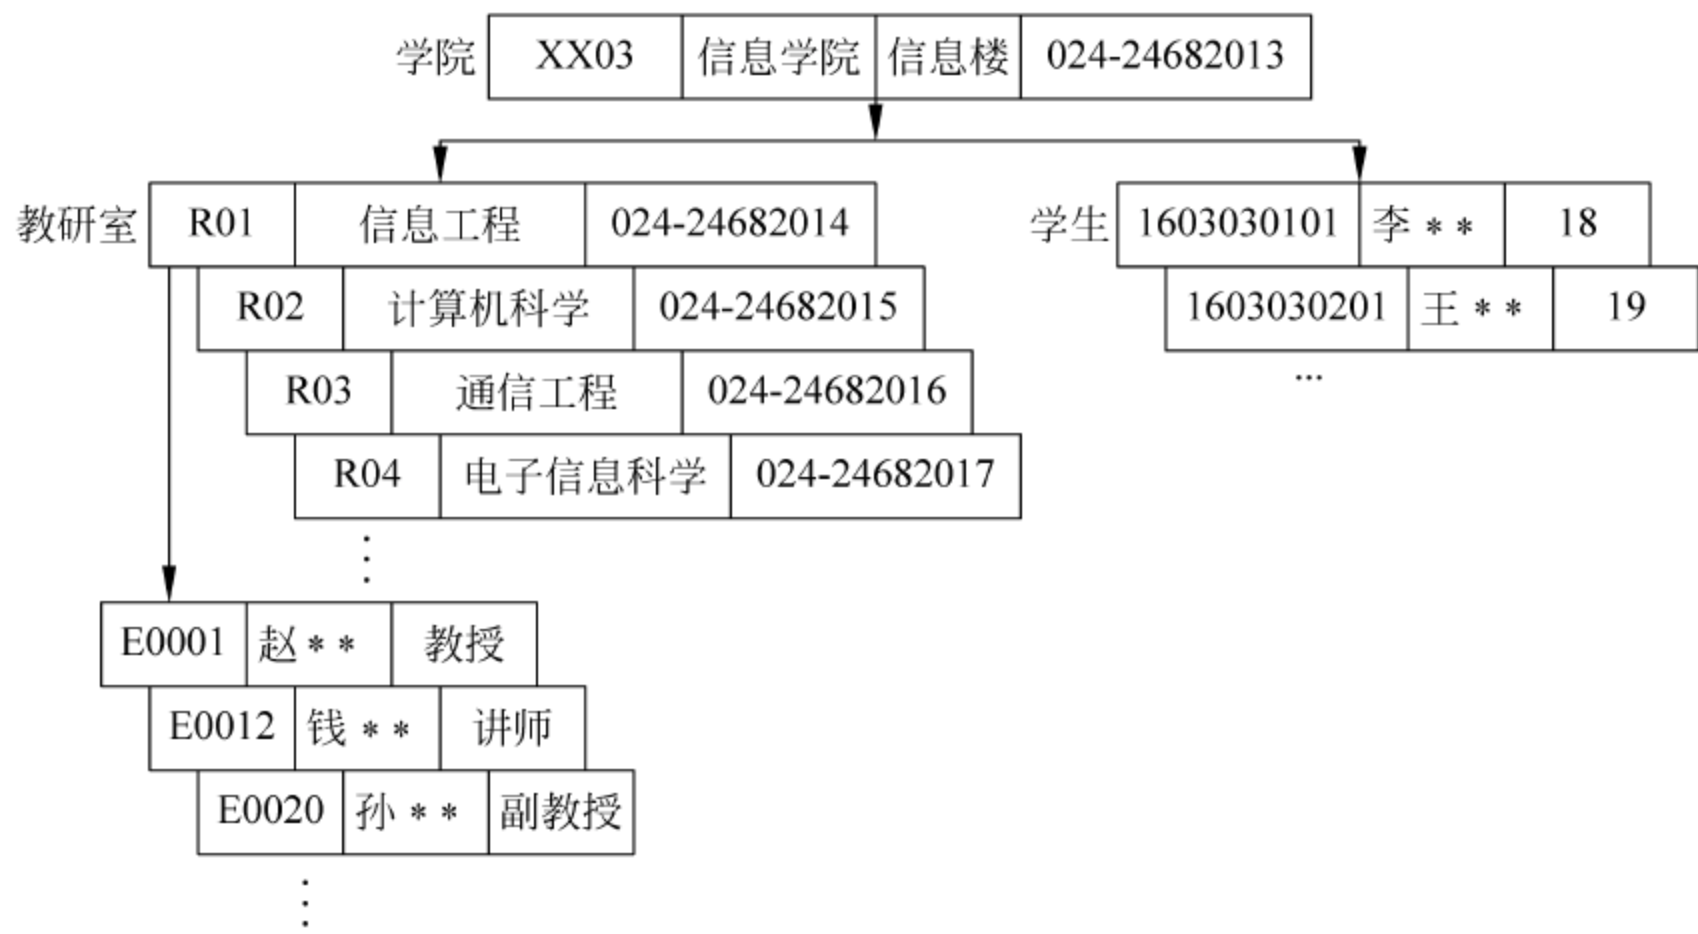 学院 XX03 信息学院 信息楼 024-24682013
教研室 R01 信息工程 024-24682014
学生 1603030101 李** 18
R02 计算机科学 024-24682015
1603030201 王** 19
R03 通信工程 024-24682016
...
R04 电子信息科学 024-24682017
⋮
E0001 赵** 教授
E0012 钱** 讲师
E0020 孙** 副教授
⋮